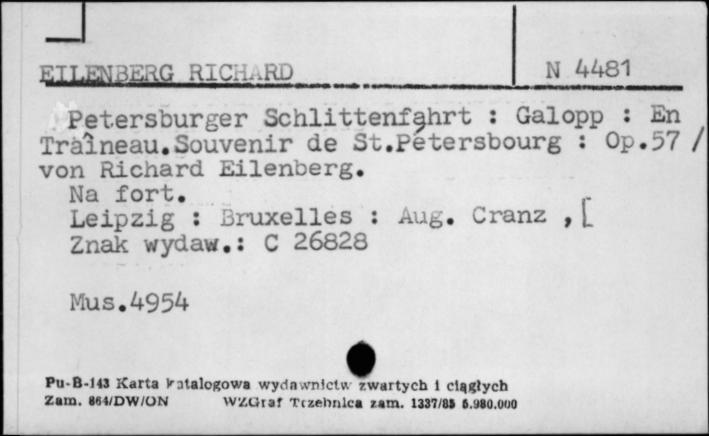 EILENBERG RICHARD
N 4481
Petersburger Schlittenfahrt : Galopp : En
Traîneau.Souvenir de St.Pétersbourg : Op.57 /
von Richard Eilenberg.
Na fort.
Leipzig : Bruxelles : Aug. Cranz , [
Znak wydaw.: C 26828
Mus.4954
Pu-B-143 Karta katalogowa wydawnictw zwartych i ciągłych
Zam. 864/DW/ON WZGraf Trzebnica zam. 1337/85 5.980.000